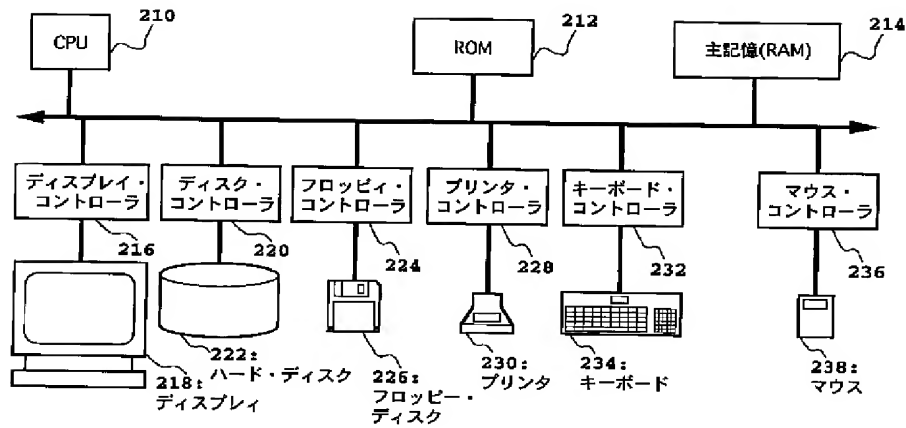 CPU
210
ROM
212
主記憶(RAM)
214
ディスプレイ・
コントローラ
216
ディスク・
コントローラ
220
フロッピィ・
コントローラ
224
プリンタ・
コントローラ
228
キーボード・
コントローラ
232
マウス・
コントローラ
236
218:
ディスプレィ
222:
ハード・ディスク
226:
フロッピー・
ディスク
230:
プリンタ
234:
キーボード
238:
マウス